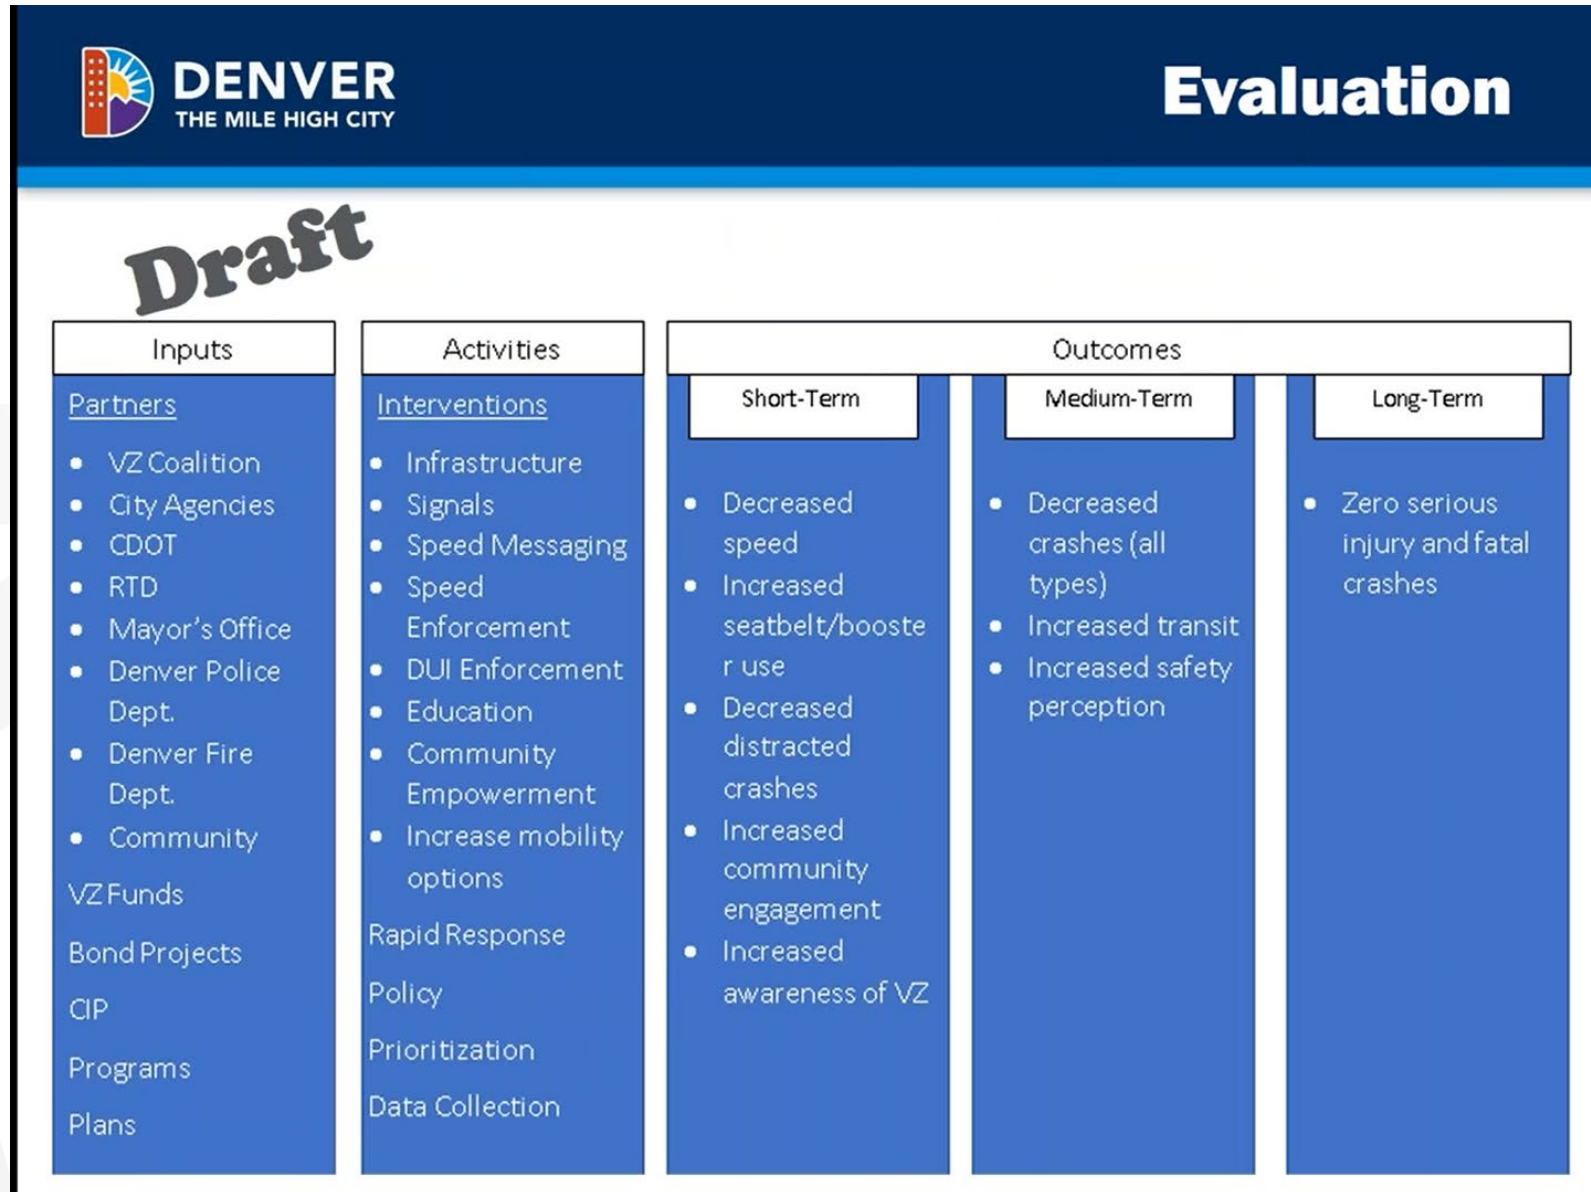 DENVER
THE MILE HIGH CITY
Evaluation
Draft
Inputs
Partners
• VZ Coalition
• City Agencies
• CDOT
• RTD
• Mayor's Office
• Denver Police
Dept.
• Denver Fire
Dept.
• Community
VZ Funds
Bond Projects
CIP
Programs
Plans
Activities
Interventions
• Infrastructure
• Signals
• Speed Messaging
• Speed
Enforcement
• DUI Enforcement
• Education
• Community
Empowerment
• Increase mobility
options
Rapid Response
Policy
Prioritization
Data Collection
Outcomes
Short-Term
• Decreased
speed
• Increased
seatbelt/booste
r use
• Decreased
distracted
crashes
• Increased
community
engagement
• Increased
awareness of VZ
Medium-Term
• Decreased
crashes (all
types)
• Increased transit
• Increased safety
perception
Long-Term
• Zero serious
injury and fatal
crashes